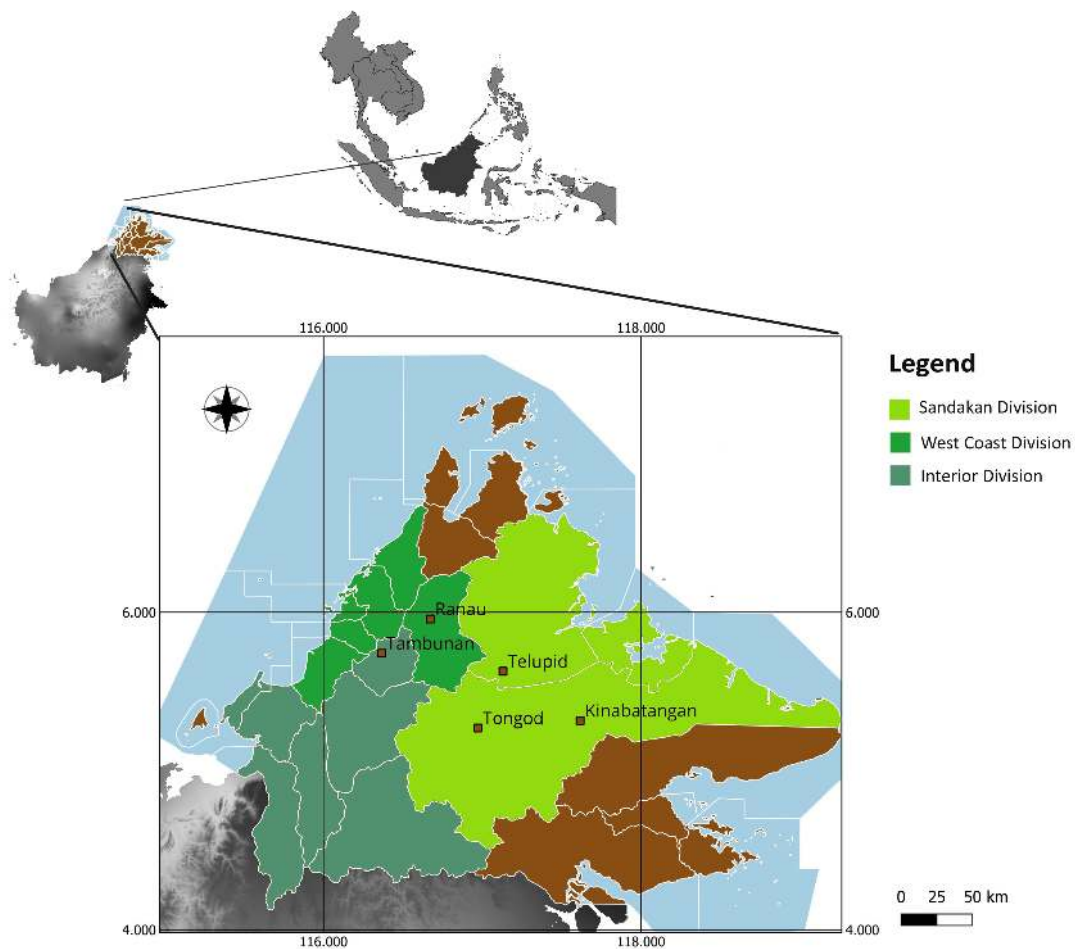 116.000 118.000
Legend
Sandakan Division
West Coast Division
Interior Division
6.000 6.000
Ranau
Tambunan
Telupid
Kinabatangan
Tongod
0 25 50 km
4.000 4.000
116.000 118.000